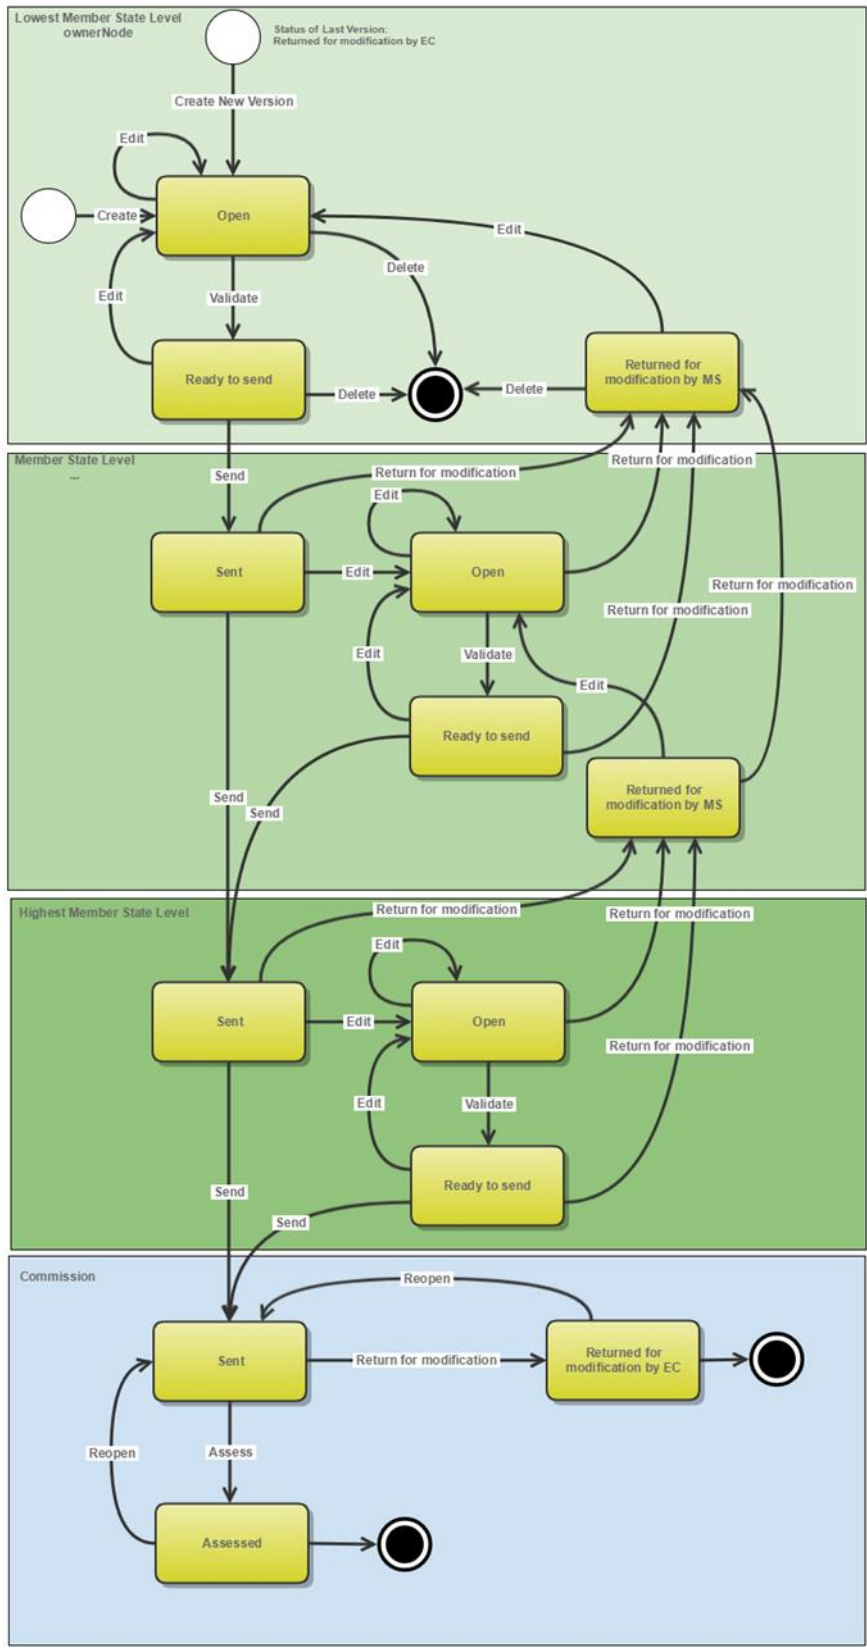 Lowest Member State Level
ownerNode
Status of Last Version:
Returned for modification by EC
Create New Version
Edit
Create
Open
Edit
Delete
Edit
Validate
Ready to send
Delete
Delete
Returned for
modification by MS
Member State Level
...
Send
Return for modification
Return for modification
Edit
Sent
Edit
Open
Return for modification
Return for modification
Edit
Validate
Edit
Ready to send
Returned for
modification by MS
Send
Send
Highest Member State Level
Return for modification
Return for modification
Edit
Sent
Edit
Open
Return for modification
Edit
Validate
Ready to send
Send
Send
Commission
Reopen
Sent
Return for modification
Returned for
modification by EC
Reopen
Assess
Assessed